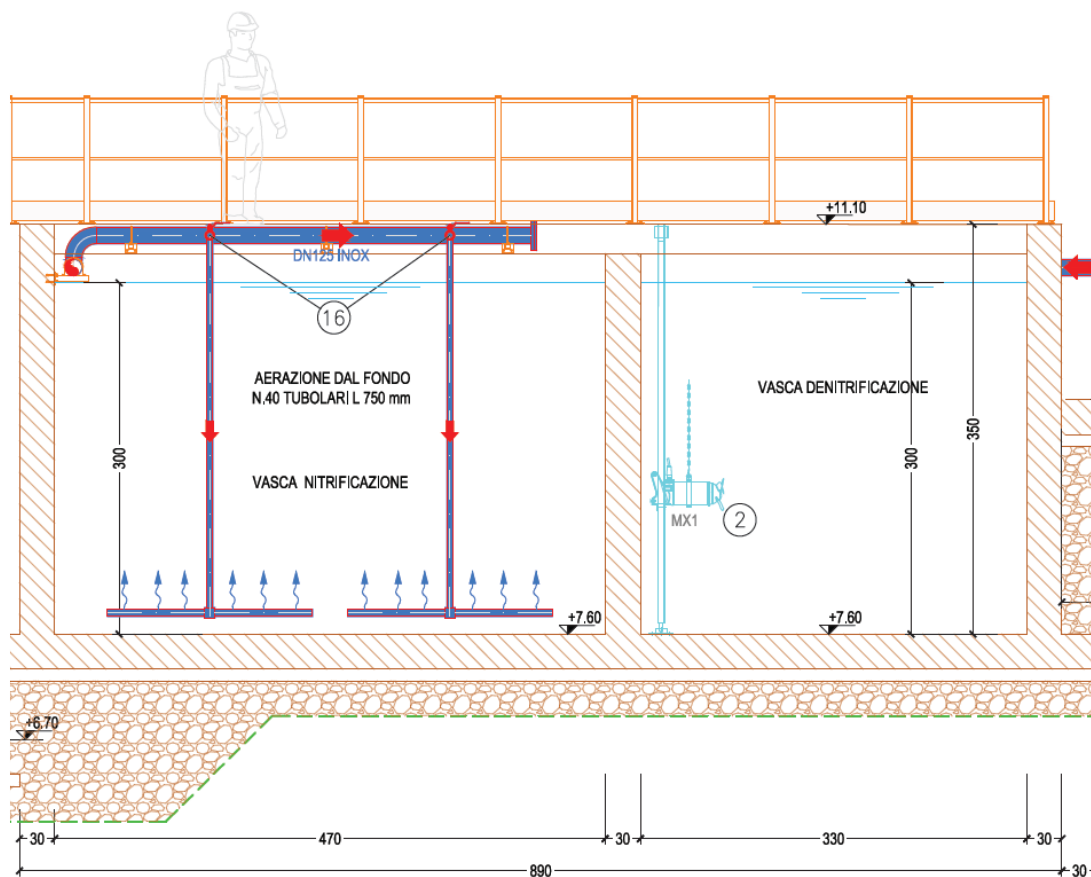 +11.10
DN125 INOX
16
AERAZIONE DAL FONDO
N.40 TUBOLARI L 750 mm
VASCA DENITRIFICAZIONE
300
VASCA NITRIFICAZIONE
300
350
MX1
2
+7.60
+7.60
+6.70
30
470
30
330
30
890
30